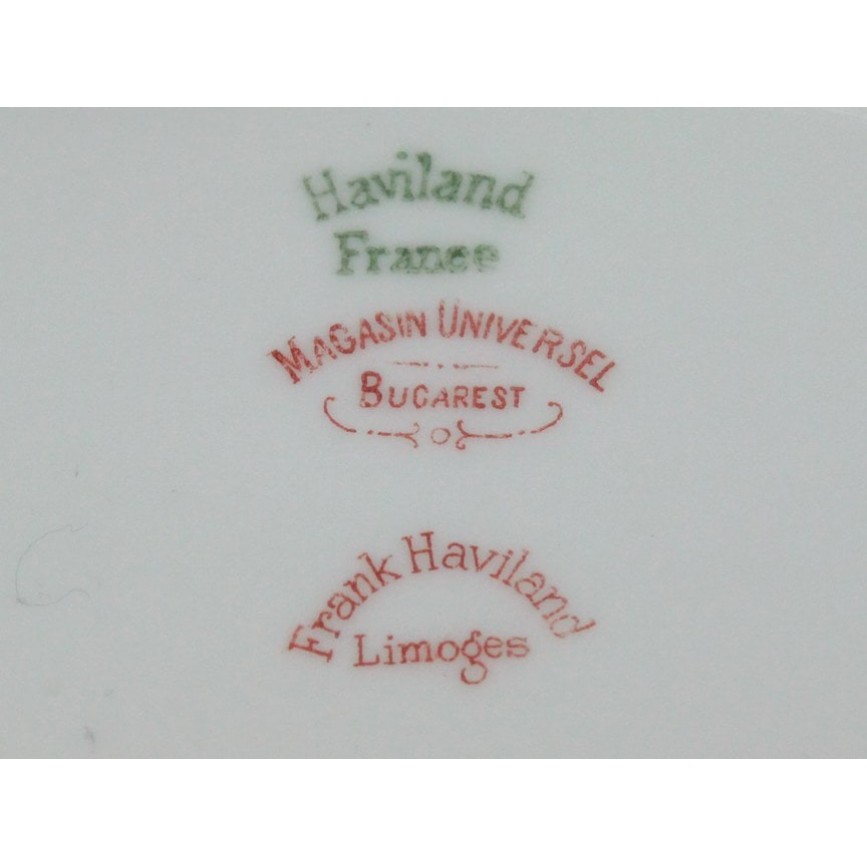 Haviland
France
MAGASIN UNIVERSEL
BUCAREST
Frank Haviland
Limoges